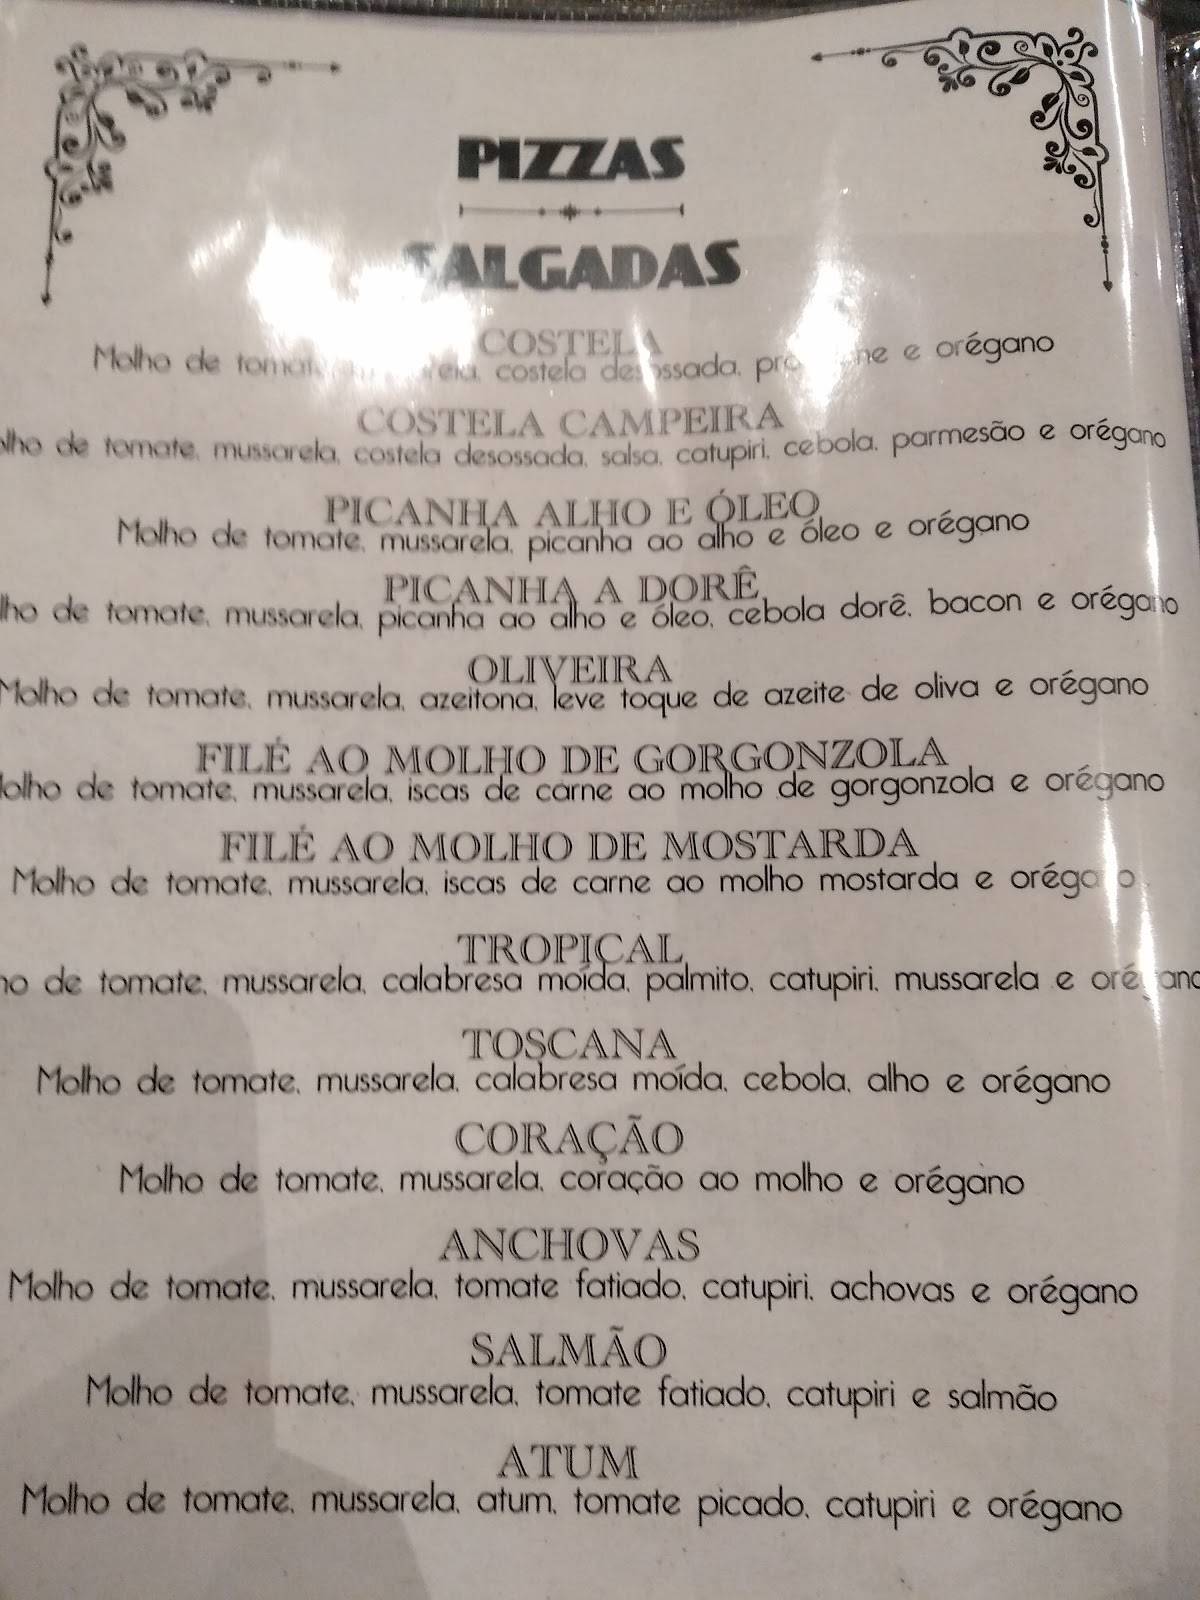 PIZZAS
SALGADAS
COSTELA
Molho de costela desossada, e orégano
COSTELA CAMPEIRA
de tomate, mussarela, costela desossada, salsa, catupiri, cebola, parmesão e orégano
PICANHA ALHO E ÓLEO
Molho de tomate, mussarela, picanha ao alho e óleo e orégano
PICANHA A DORÊ
de tomate, mussarela, picanha ao alho e óleo, cebola dorê, bacon e orégano
OLIVEIRA
Molho de tomate, mussarela, azeitona, leve toque de azeite de oliva e orégano
FILÉ AO MOLHO DE GORGONZOLA
Molho de tomate, mussarela, iscas de carne ao molho de gorgonzola e orégano
FILÉ AO MOLHO DE MOSTARDA
Molho de tomate, mussarela, iscas de carne ao molho mostarda e orégano
TROPICAL
de tomate, mussarela, calabresa moída, palmito, catupiri, mussarela e
TOSCANA
Molho de tomate, mussarela, calabresa moída, cebola, alho e orégano
CORAÇÃO
Molho de tomate, mussarela, coração ao molho e orégano
ANCHOVAS
Molho de tomate, mussarela, tomate fatiado, catupiri, achovas e orégano
SALMÃO
Molho de tomate, mussarela, tomate fatiado, catupiri e salmão
ATUM
Molho de tomate, mussarela, atum, tomate picado, catupiri e orégano